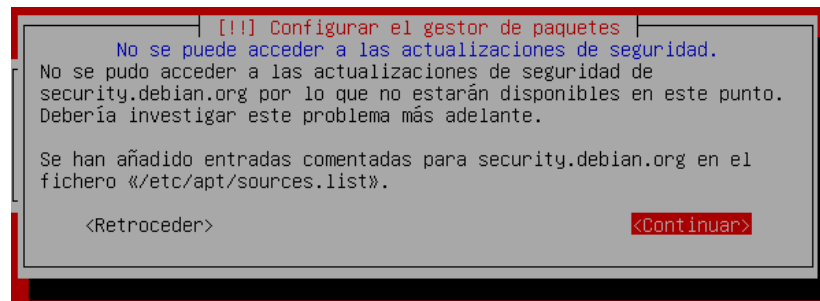 [!!] Configurar el gestor de paquetes
No se puede acceder a las actualizaciones de seguridad.
No se pudo acceder a las actualizaciones de seguridad de
security.debian.org por lo que no estarán disponibles en este punto.
Debería investigar este problema más adelante.
Se han añadido entradas comentadas para security.debian.org en el
fichero «/etc/apt/sources.list».
<Retroceder> <Continuar>